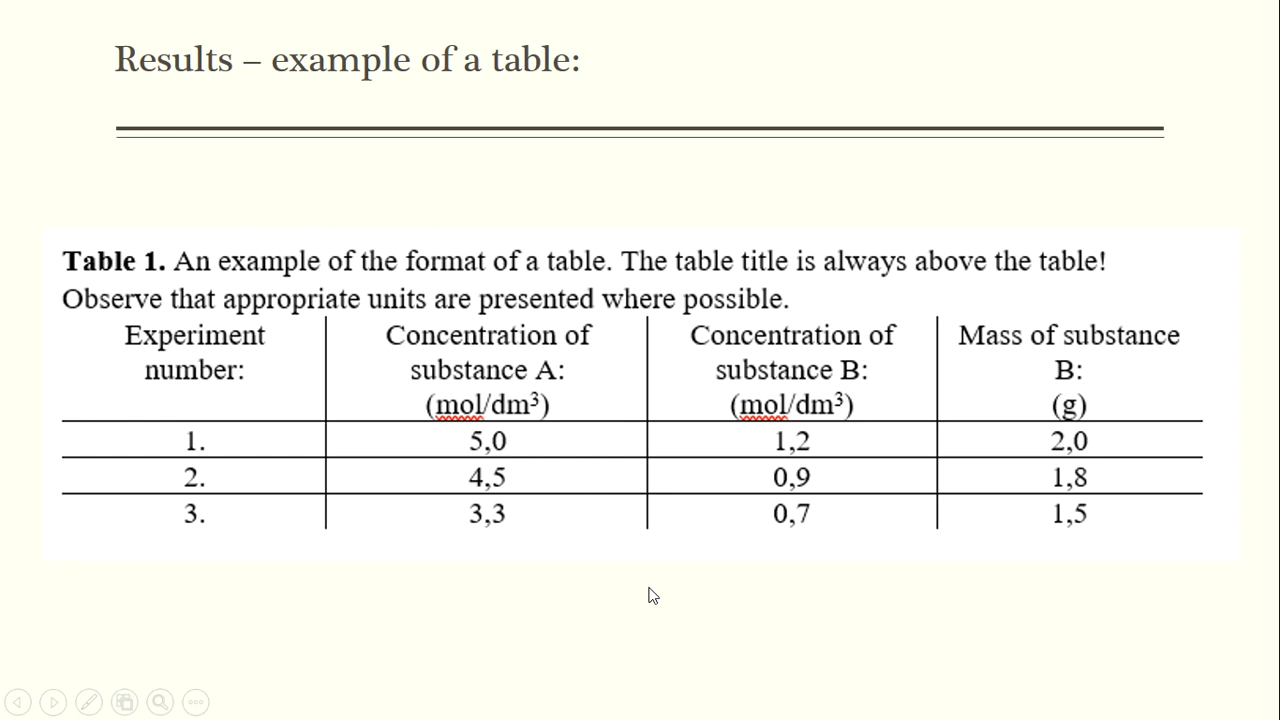 Results – example of a table:
Table 1. An example of the format of a table. The table title is always above the table!
Observe that appropriate units are presented where possible.
Experiment number: Concentration of substance A: (mol/dm³) Concentration of substance B: (mol/dm³) Mass of substance B: (g)
1. 5,0 1,2 2,0
2. 4,5 0,9 1,8
3. 3,3 0,7 1,5